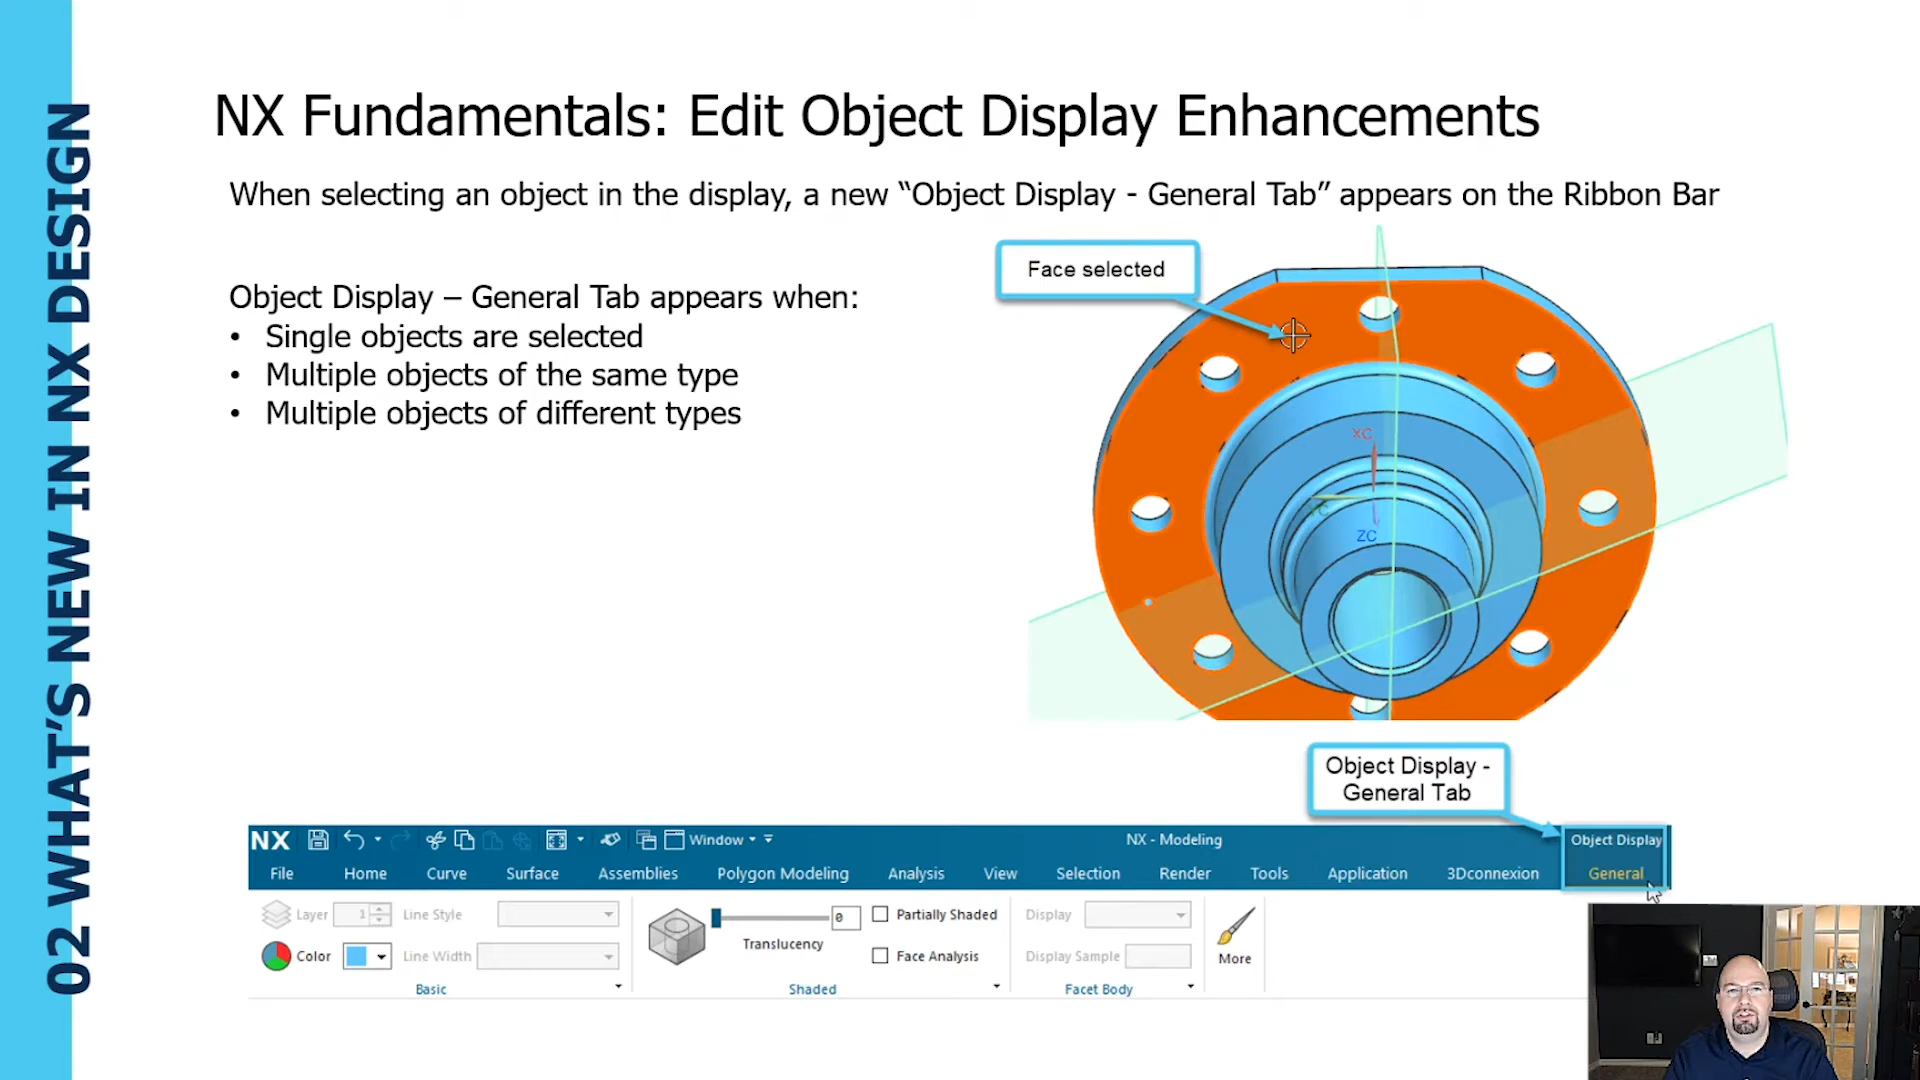 02 WHAT'S NEW IN NX DESIGN
NX Fundamentals: Edit Object Display Enhancements
When selecting an object in the display, a new “Object Display - General Tab” appears on the Ribbon Bar
Object Display – General Tab appears when:
• Single objects are selected
• Multiple objects of the same type
• Multiple objects of different types
Face selected
XC
YC
ZC
Object Display -
General Tab
NX Window NX - Modeling Object Display
File Home Curve Surface Assemblies Polygon Modeling Analysis View Selection Render Tools Application 3Dconnexion General
Layer 1 Line Style 0 Partially Shaded Display
Translucency
Color Line Width Face Analysis Display Sample More
Basic Shaded Facet Body